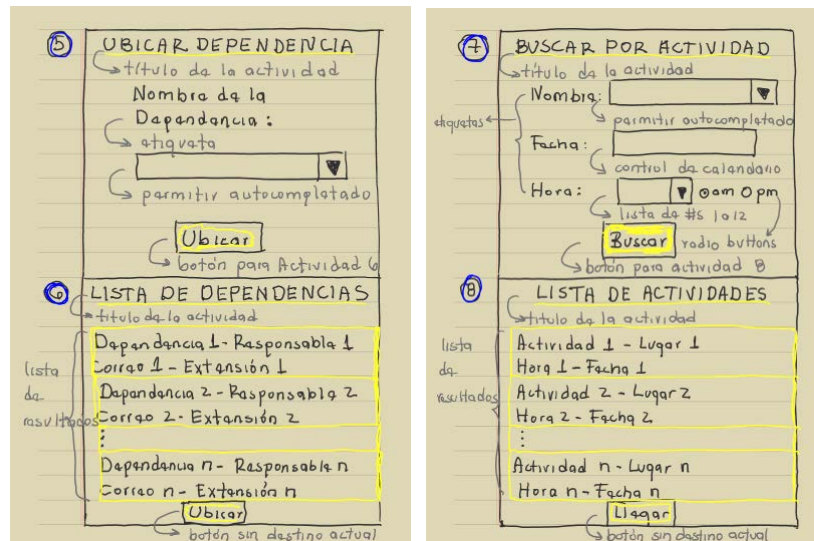 5
UBICAR DEPENDENCIA
título de la actividad
Nombre de la
Dependencia:
etiqueta
permitir autocompletado
Ubicar
botón para Actividad 6
6
LISTA DE DEPENDENCIAS
título de la actividad
lista
de
resultados
Dependencia 1 - Responsable 1
Correo 1 - Extensión 1
Dependencia 2 - Responsable 2
Correo 2 - Extensión 2
⋮
Dependencia n - Responsable n
Correo n - Extensión n
Ubicar
botón sin destino actual
7
BUSCAR POR ACTIVIDAD
título de la actividad
etiquetas
Nombre:
permitir autocompletado
Fecha:
control de calendario
Hora:
am pm
lista de #s 1 a 12
Buscar
radio buttons
botón para actividad 8
8
LISTA DE ACTIVIDADES
título de la actividad
lista
de
resultados
Actividad 1 - Lugar 1
Hora 1 - Fecha 1
Actividad 2 - Lugar 2
Hora 2 - Fecha 2
⋮
Actividad n - Lugar n
Hora n - Fecha n
Llegar
botón sin destino actual